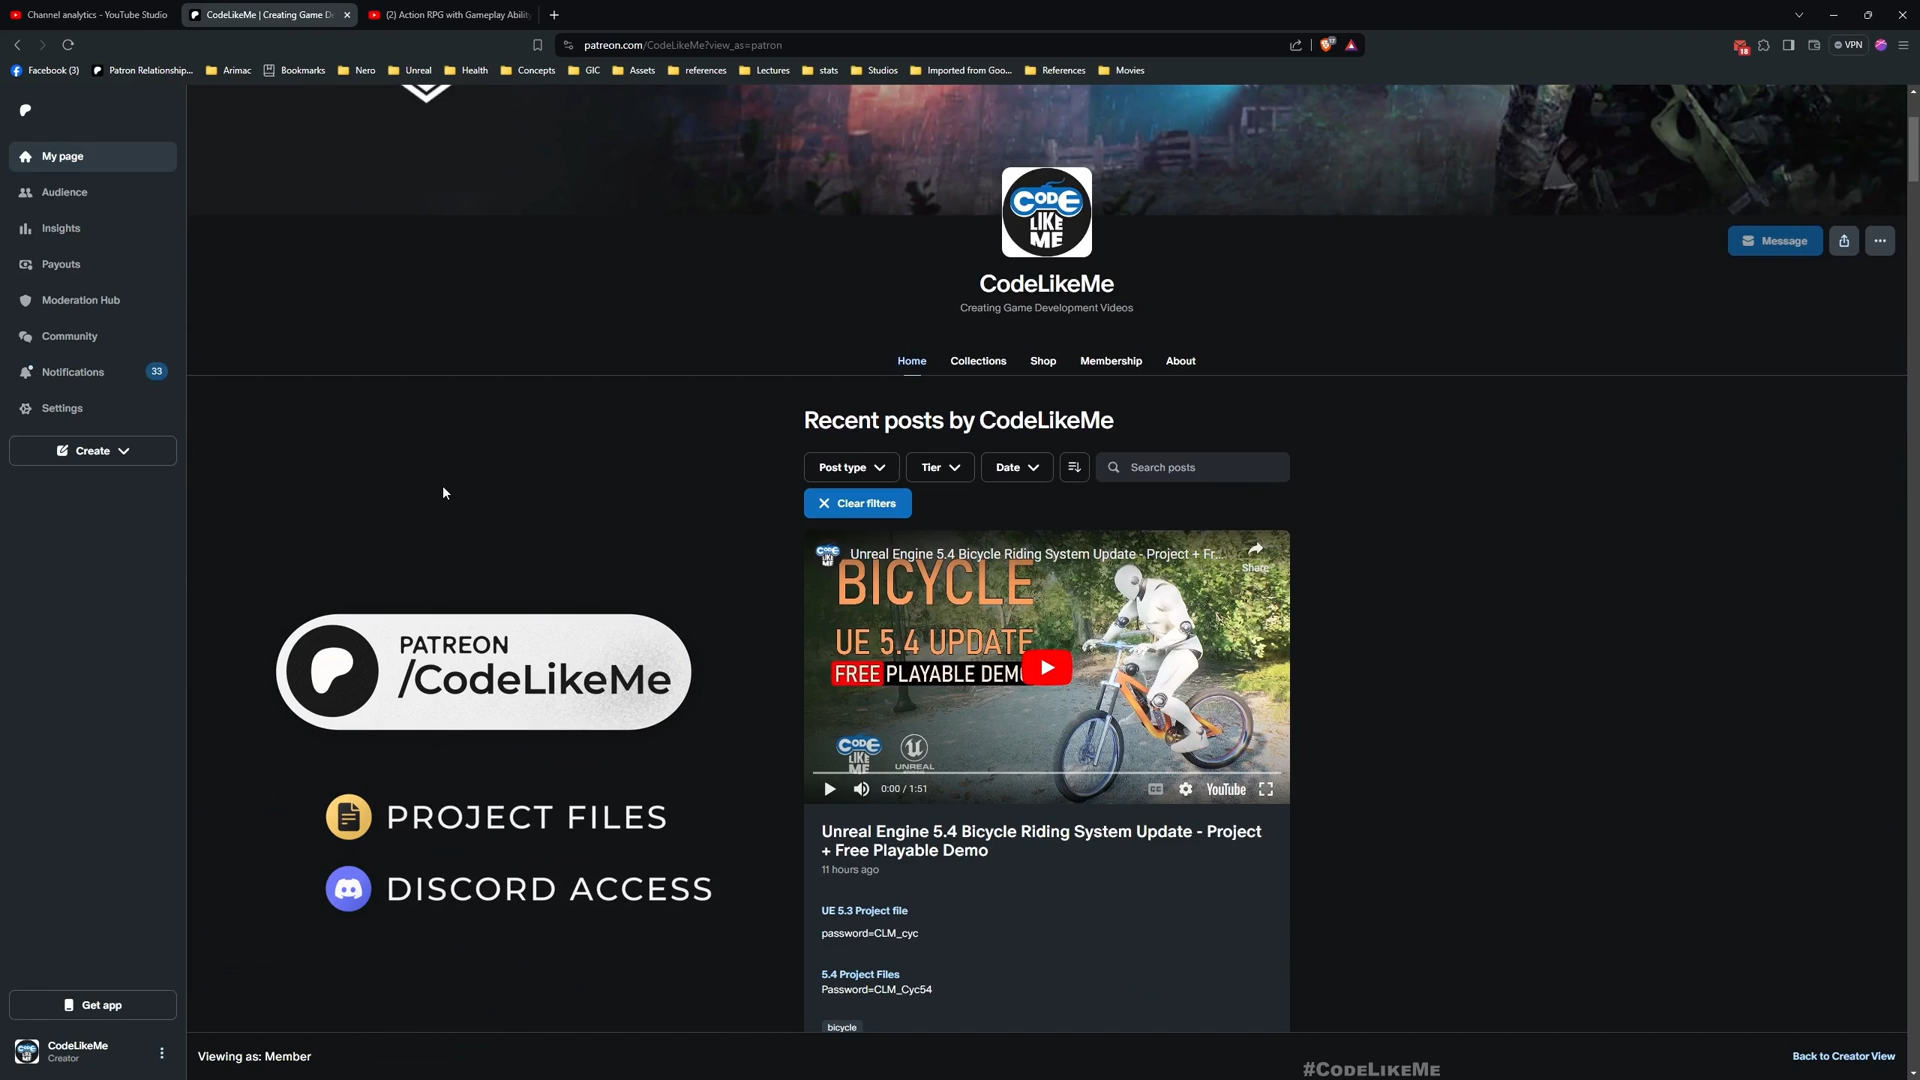 Channel analytics - YouTube Studio
CodeLikeMe | Creating Game De
(2) Action RPG with Gameplay Ability
patreon.com/CodeLikeMe?view_as=patron
VPN
Facebook (3)
Patron Relationship...
Arimac
Bookmarks
Nero
Unreal
Health
Concepts
GIC
Assets
references
Lectures
stats
Studios
Imported from Goo...
References
Movies
My page
Audience
Insights
Payouts
Moderation Hub
Community
Notifications
33
Settings
Create
Get app
CodeLikeMe
Creator
CODE
LIKE
ME
Message
CodeLikeMe
Creating Game Development Videos
Home
Collections
Shop
Membership
About
Recent posts by CodeLikeMe
Post type
Tier
Date
Search posts
Clear filters
Unreal Engine 5.4 Bicycle Riding System Update - Project + Fr...
Share
BICYCLE
UE 5.4 UPDATE
FREE PLAYABLE DEMO
CODE
LIKE
ME
UNREAL
0:00 / 1:51
YouTube
Unreal Engine 5.4 Bicycle Riding System Update - Project
+ Free Playable Demo
11 hours ago
UE 5.3 Project file
password=CLM_cyc
5.4 Project Files
Password=CLM_Cyc54
bicycle
PATREON
/CodeLikeMe
PROJECT FILES
DISCORD ACCESS
Viewing as: Member
Back to Creator View
#CODELIKEME